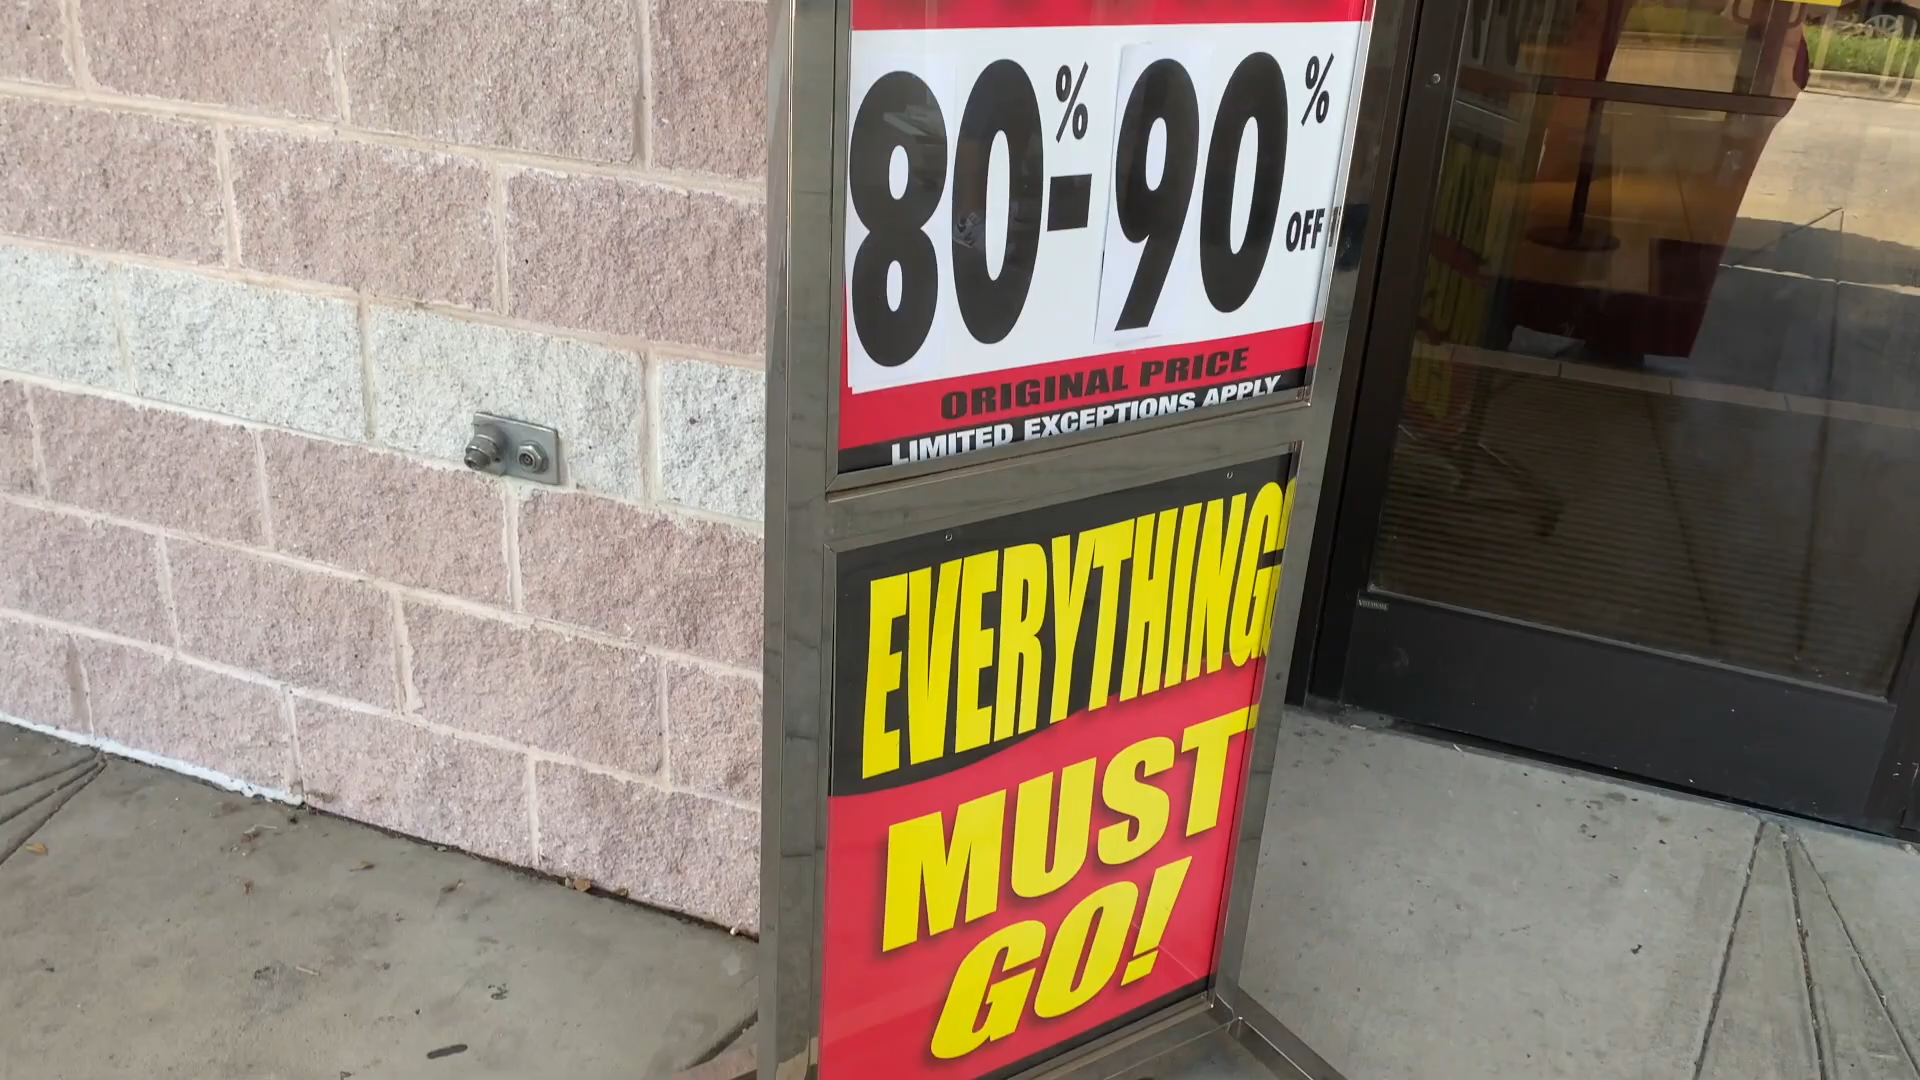 80%-90%
OFF
ORIGINAL PRICE
LIMITED EXCEPTIONS APPLY
EVERYTHING
MUST
GO!